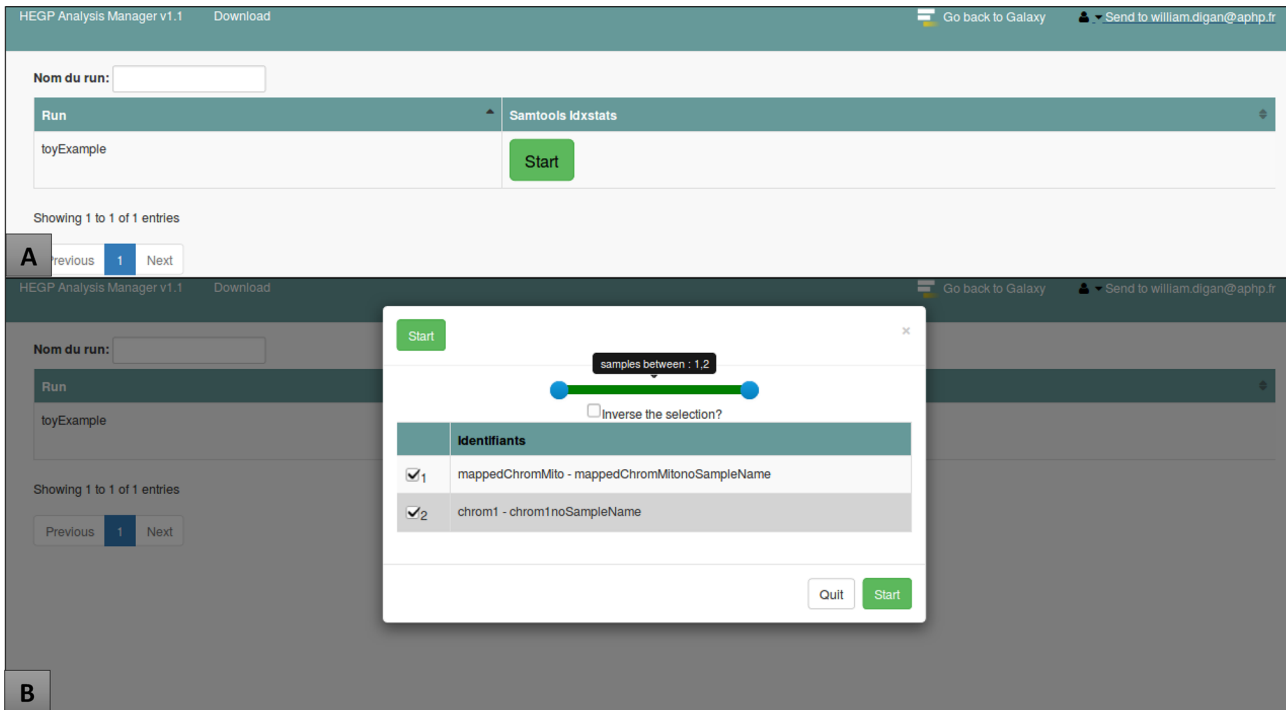 HEGP Analysis Manager v1.1 Download Go back to Galaxy Send to william.digan@aphp.fr
Nom du run:
Run Samtools Idxstats
toyExample Start
Showing 1 to 1 of 1 entries
A
Previous 1 Next
HEGP Analysis Manager v1.1 Download Go back to Galaxy Send to william.digan@aphp.fr
Start ×
Nom du run:
samples between : 1,2
Run
Inverse the selection?
toyExample
Identifiants
1 mappedChromMito - mappedChromMitonoSampleName
Showing 1 to 1 of 1 entries
2 chrom1 - chrom1noSampleName
Previous 1 Next
Quit Start
B